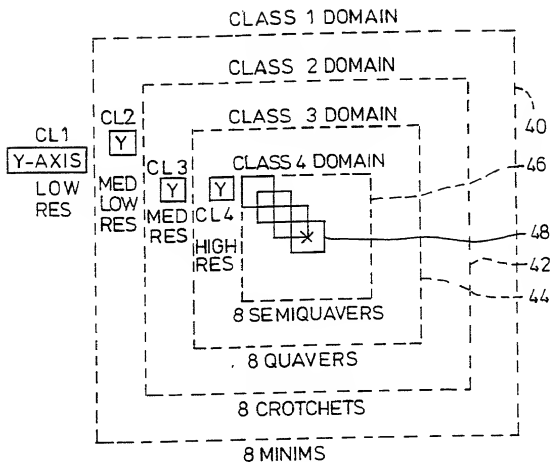 CLASS 1 DOMAIN
CLASS 2 DOMAIN
CLASS 3 DOMAIN
CLASS 4 DOMAIN
CL1
Y-AXIS
LOW
RES
CL2
Y
MED
LOW
RES
CL3
Y
MED
RES
Y
CL4
HIGH
RES
8 SEMIQUAVERS
8 QUAVERS
8 CROTCHETS
8 MINIMS
40
46
48
42
44